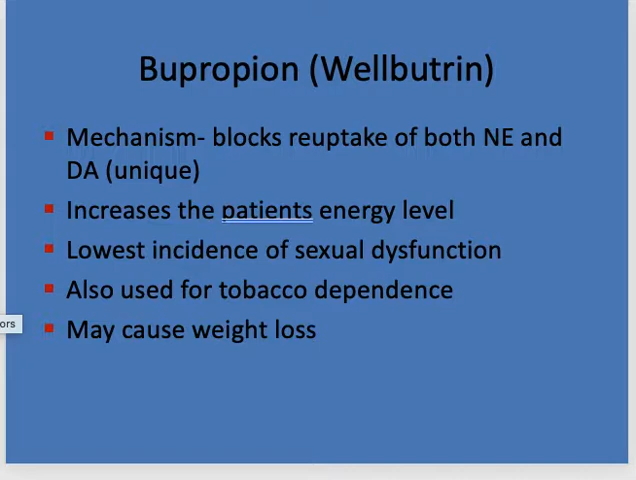 Bupropion (Wellbutrin)
▪ Mechanism- blocks reuptake of both NE and
DA (unique)
▪ Increases the patients energy level
▪ Lowest incidence of sexual dysfunction
▪ Also used for tobacco dependence
ors
▪ May cause weight loss